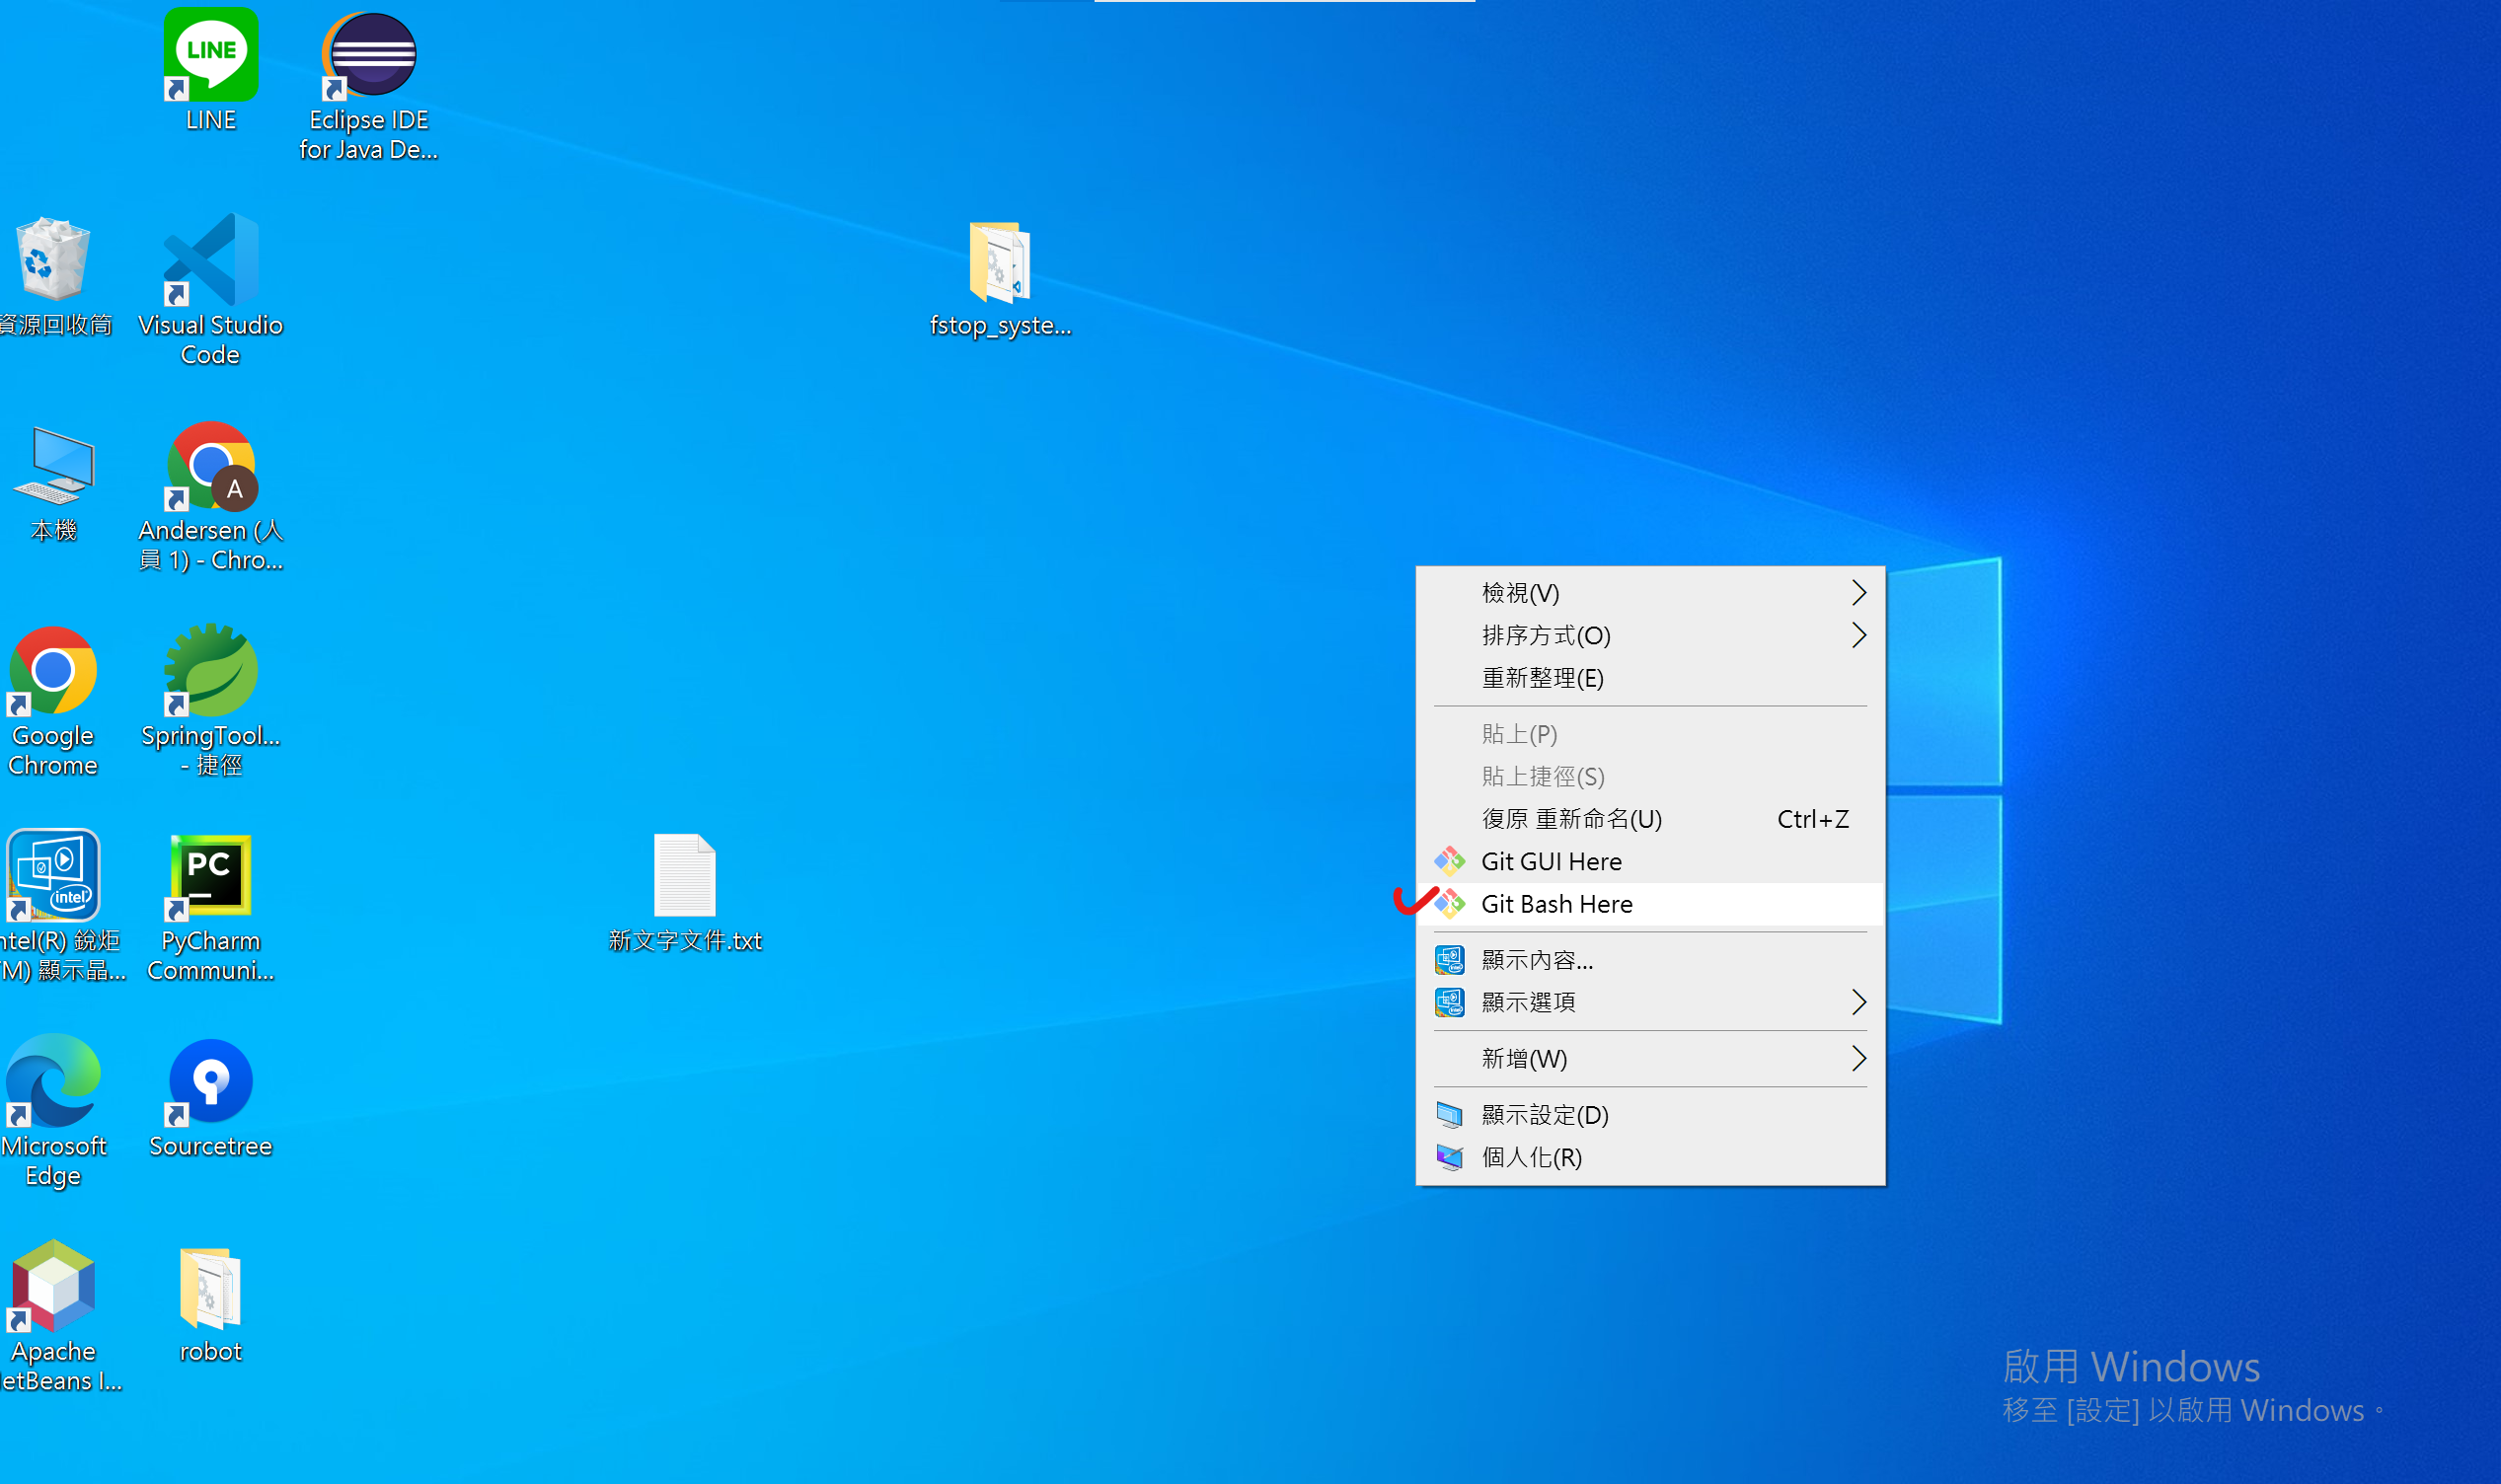 LINE
LINE
Eclipse IDE
for Java De...
資源回收筒
Visual Studio
Code
fstop_syste...
本機
A
Andersen (人
員 1) - Chro...
Google
Chrome
SpringTool...
- 捷徑
intel
ntel(R) 銳炬
TM) 顯示晶...
PC
PyCharm
Communi...
新文字文件.txt
Microsoft
Edge
Sourcetree
Apache
etBeans I...
robot
檢視(V)
排序方式(O)
重新整理(E)
貼上(P)
貼上捷徑(S)
復原 重新命名(U) Ctrl+Z
Git GUI Here
Git Bash Here
顯示內容...
顯示選項
新增(W)
顯示設定(D)
個人化(R)
啟用 Windows
移至 [設定] 以啟用 Windows。